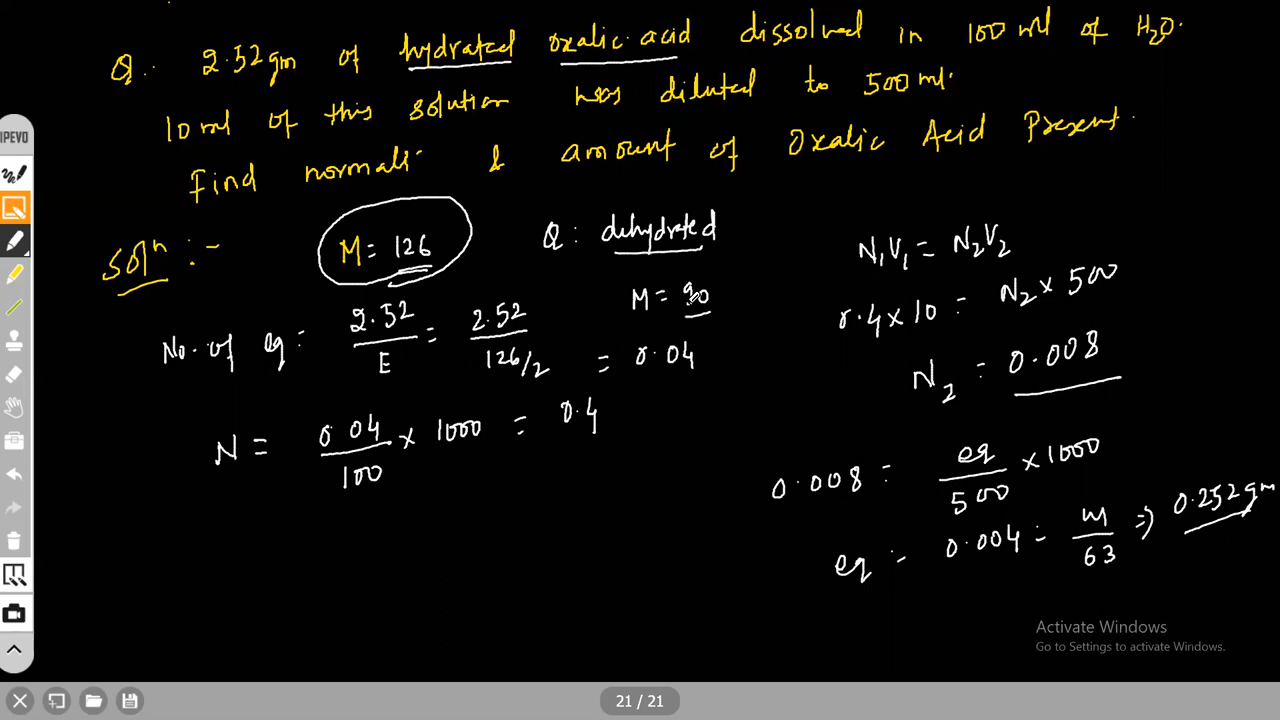 Q:- 2.52gm of hydrated oxalic acid dissolved in 100 ml of H₂O.
10 ml of this solution was diluted to 500 ml.
Find normali & amount of Oxalic Acid Present.
Solⁿ :-
M = 126
No. of eq = 2.52/E = 2.52/(126/2) = 0.04
N = 0.04/100 × 1000 = 0.4
Q: dehydrated
M = 90
N₁V₁ = N₂V₂
0.4 × 10 = N₂ × 500
N₂ = 0.008
0.008 = eq/500 × 1000
eq = 0.004 = m/63 ⇒ 0.252 gm
IPEVO
Activate Windows
Go to Settings to activate Windows.
21 / 21